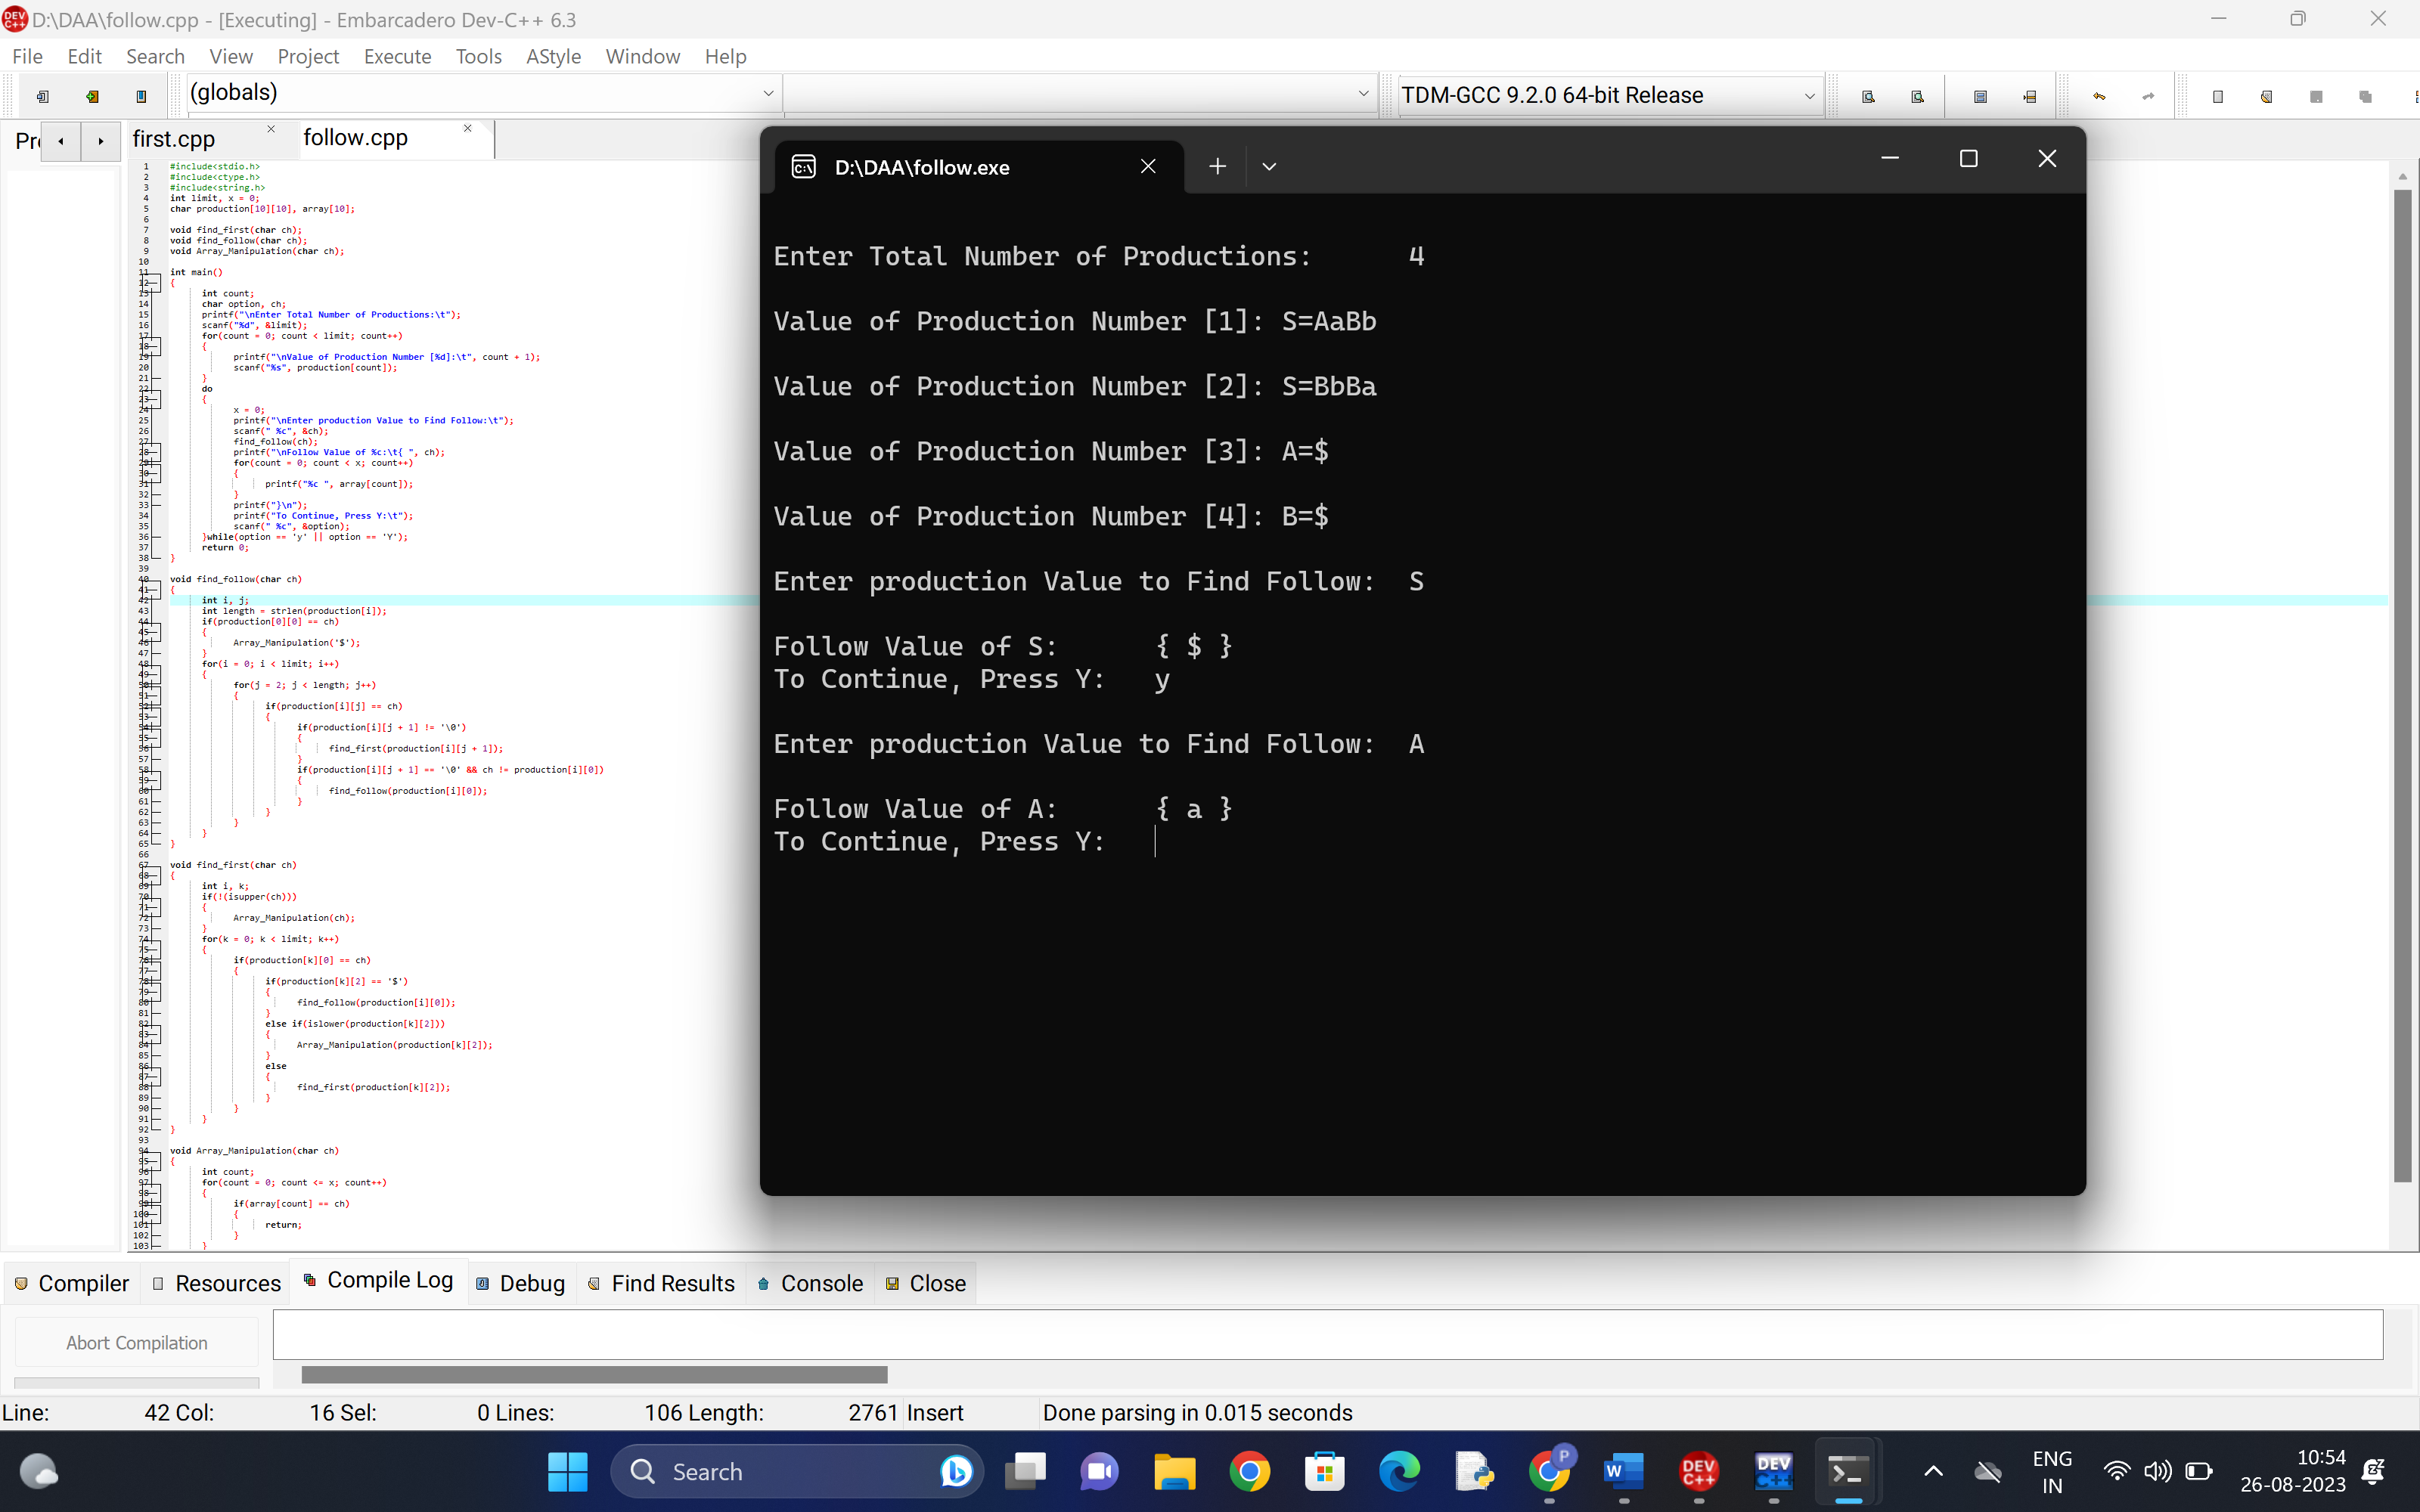 D:\DAA\follow.cpp - [Executing] - Embarcadero Dev-C++ 6.3
File Edit Search View Project Execute Tools AStyle Window Help
(globals)
TDM-GCC 9.2.0 64-bit Release
first.cpp follow.cpp
1 #include<stdio.h>
2 #include<ctype.h>
3 #include<string.h>
4 int limit, x = 0;
5 char production[10][10], array[10];
6
7 void find_first(char ch);
8 void find_follow(char ch);
9 void Array_Manipulation(char ch);
10
11 int main()
12 {
13 int count;
14 char option, ch;
15 printf("\nEnter Total Number of Productions:\t");
16 scanf("%d", &limit);
17 for(count = 0; count < limit; count++)
18 {
19 printf("\nValue of Production Number [%d]:\t", count + 1);
20 scanf("%s", production[count]);
21 }
22 do
23 {
24 x = 0;
25 printf("\nEnter production Value to Find Follow:\t");
26 scanf(" %c", &ch);
27 find_follow(ch);
28 printf("\nFollow Value of %c:\t{ ", ch);
29 for(count = 0; count < x; count++)
30 {
31 printf("%c ", array[count]);
32 }
33 printf("}\n");
34 printf("To Continue, Press Y:\t");
35 scanf(" %c", &option);
36 }while(option == 'y' || option == 'Y');
37 return 0;
38 }
39
40 void find_follow(char ch)
41 {
42 int i, j;
43 int length = strlen(production[i]);
44 if(production[0][0] == ch)
45 {
46 Array_Manipulation('$');
47 }
48 for(i = 0; i < limit; i++)
49 {
50 for(j = 2; j < length; j++)
51 {
52 if(production[i][j] == ch)
53 {
54 if(production[i][j + 1] != '\0')
55 {
56 find_first(production[i][j + 1]);
57 }
58 if(production[i][j + 1] == '\0' && ch != production[i][0])
59 {
60 find_follow(production[i][0]);
61 }
62 }
63 }
64 }
65 }
66
67 void find_first(char ch)
68 {
69 int i, k;
70 if(!(isupper(ch)))
71 {
72 Array_Manipulation(ch);
73 }
74 for(k = 0; k < limit; k++)
75 {
76 if(production[k][0] == ch)
77 {
78 if(production[k][2] == '$')
79 {
80 find_follow(production[i][0]);
81 }
82 else if(islower(production[k][2]))
83 {
84 Array_Manipulation(production[k][2]);
85 }
86 else
87 {
88 find_first(production[k][2]);
89 }
90 }
91 }
92 }
93
94 void Array_Manipulation(char ch)
95 {
96 int count;
97 for(count = 0; count <= x; count++)
98 {
99 if(array[count] == ch)
100 {
101 return;
102 }
103 }
D:\DAA\follow.exe
Enter Total Number of Productions: 4
Value of Production Number [1]: S=AaBb
Value of Production Number [2]: S=BbBa
Value of Production Number [3]: A=$
Value of Production Number [4]: B=$
Enter production Value to Find Follow: S
Follow Value of S: { $ }
To Continue, Press Y: y
Enter production Value to Find Follow: A
Follow Value of A: { a }
To Continue, Press Y:
Compiler Resources Compile Log Debug Find Results Console Close
Abort Compilation
Line: 42 Col: 16 Sel: 0 Lines: 106 Length: 2761 Insert Done parsing in 0.015 seconds
Search
ENG
IN
10:54
26-08-2023